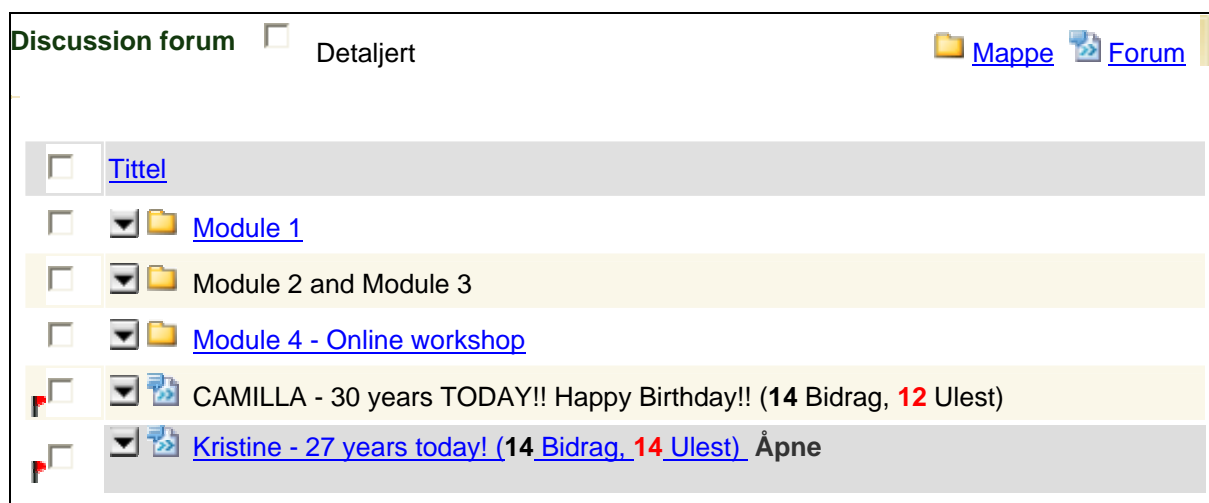 Discussion forum Detaljert Mappe Forum
Tittel
Module 1
Module 2 and Module 3
Module 4 - Online workshop
CAMILLA - 30 years TODAY!! Happy Birthday!! (14 Bidrag, 12 Ulest)
Kristine - 27 years today! (14 Bidrag, 14 Ulest) Åpne